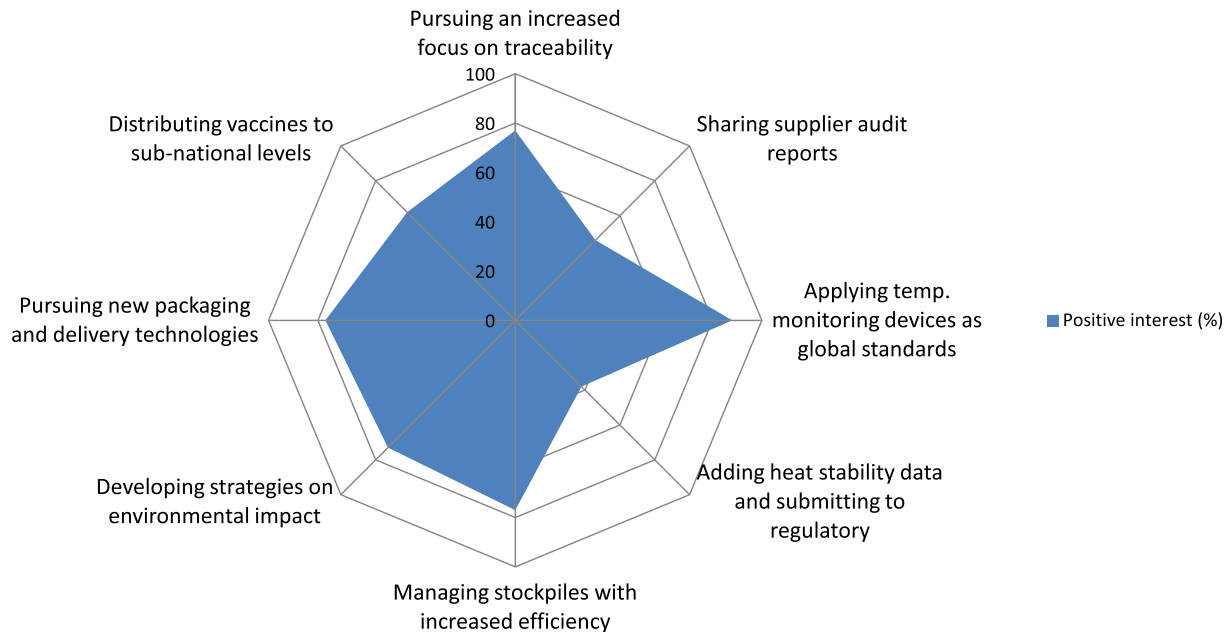 Pursuing an increased
focus on traceability
100
80
60
40
20
0
Sharing supplier audit
reports
Applying temp.
monitoring devices as
global standards
Adding heat stability data
and submitting to
regulatory
Managing stockpiles with
increased efficiency
Developing strategies on
environmental impact
Pursuing new packaging
and delivery technologies
Distributing vaccines to
sub-national levels
Positive interest (%)